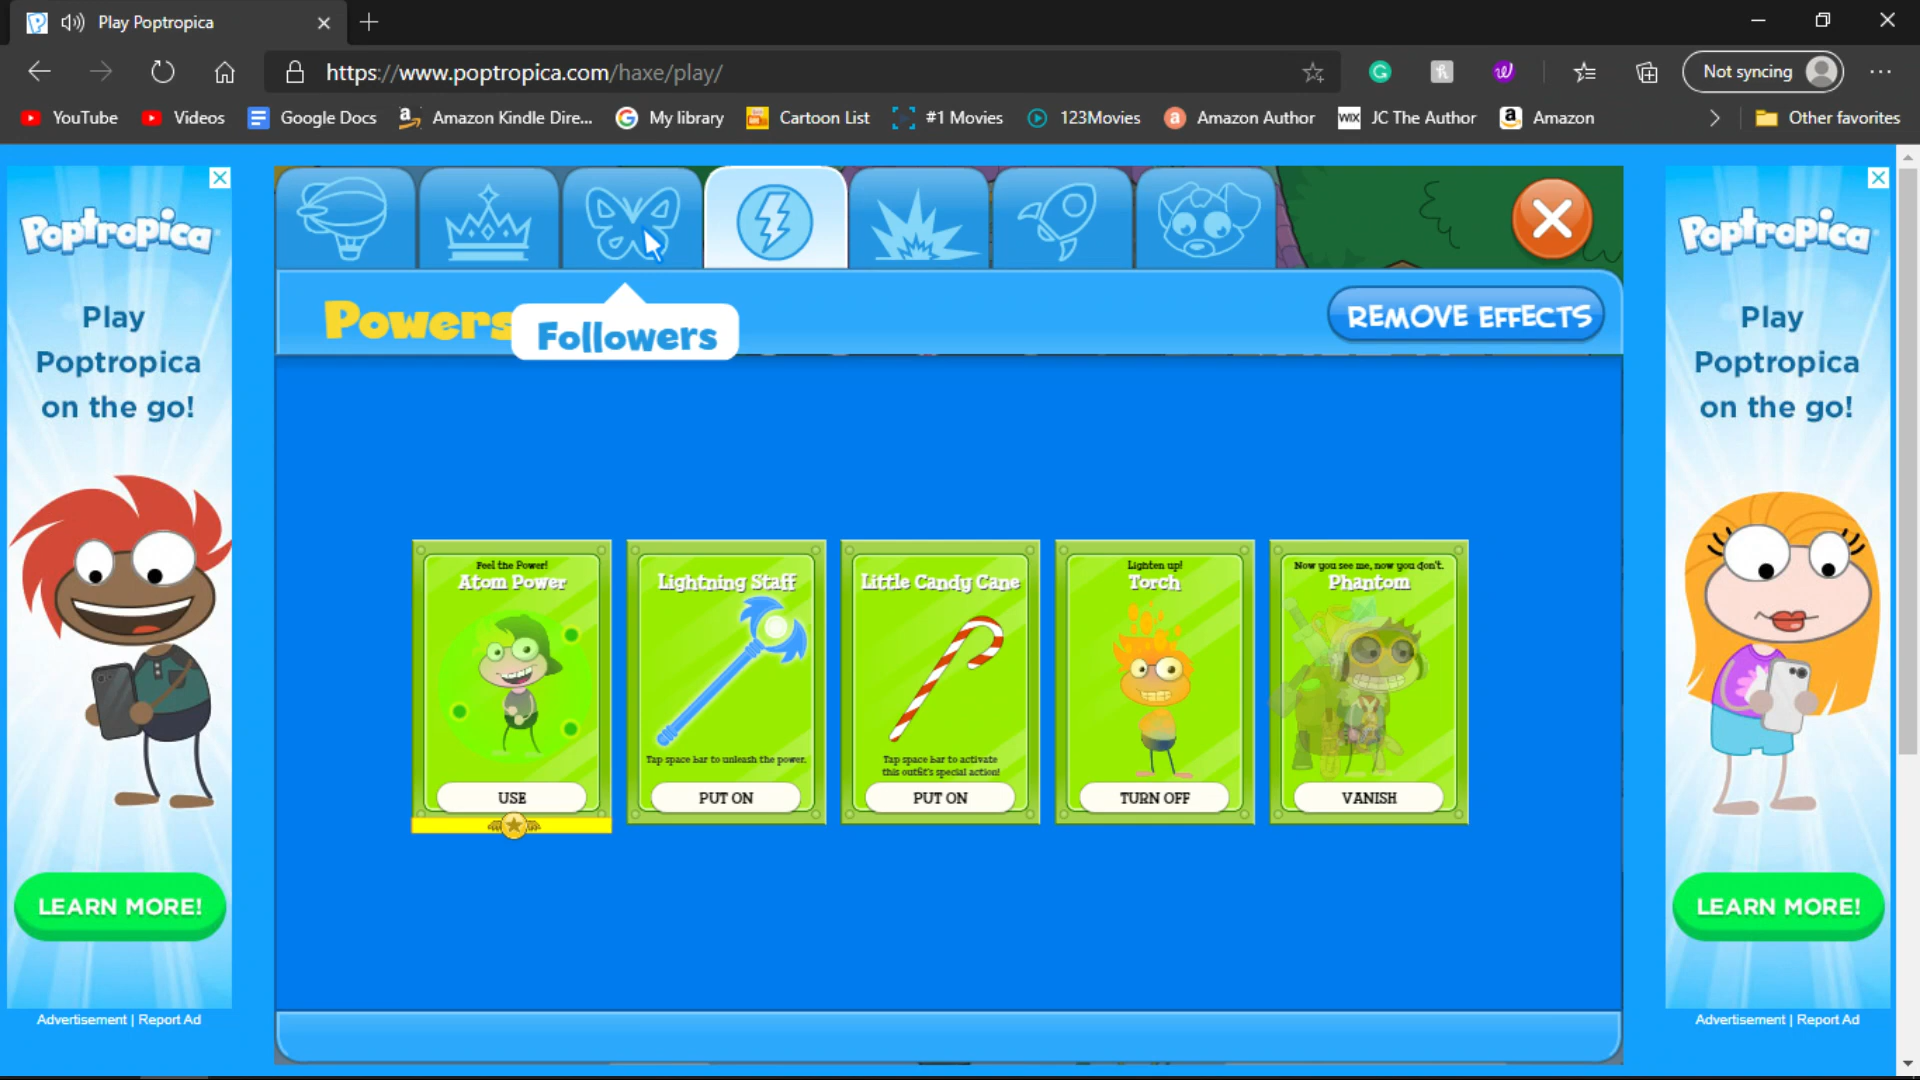 Play Poptropica
https://www.poptropica.com/haxe/play/
Not syncing
YouTube
Videos
Google Docs
Amazon Kindle Dire...
My library
Cartoon List
#1 Movies
123Movies
Amazon Author
WIX
JC The Author
Amazon
Other favorites
Poptropica
Play
Poptropica
on the go!
LEARN MORE!
Advertisement | Report Ad
Powers
Followers
REMOVE EFFECTS
Feel the Power!
Atom Power
USE
Lightning Staff
Tap space bar to unleash the power.
PUT ON
Little Candy Cane
Tap space bar to activate
this outfit's special action!
PUT ON
Lighten up!
Torch
TURN OFF
Now you see me, now you don't.
Phantom
VANISH
Poptropica
Play
Poptropica
on the go!
LEARN MORE!
Advertisement | Report Ad